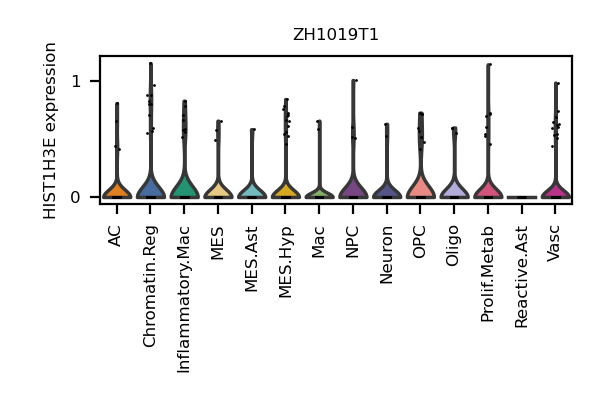 ZH1019T1
HIST1H3E expression
1
0
AC
Chromatin.Reg
Inflammatory.Mac
MES
MES.Ast
MES.Hyp
Mac
NPC
Neuron
OPC
Oligo
Prolif.Metab
Reactive.Ast
Vasc